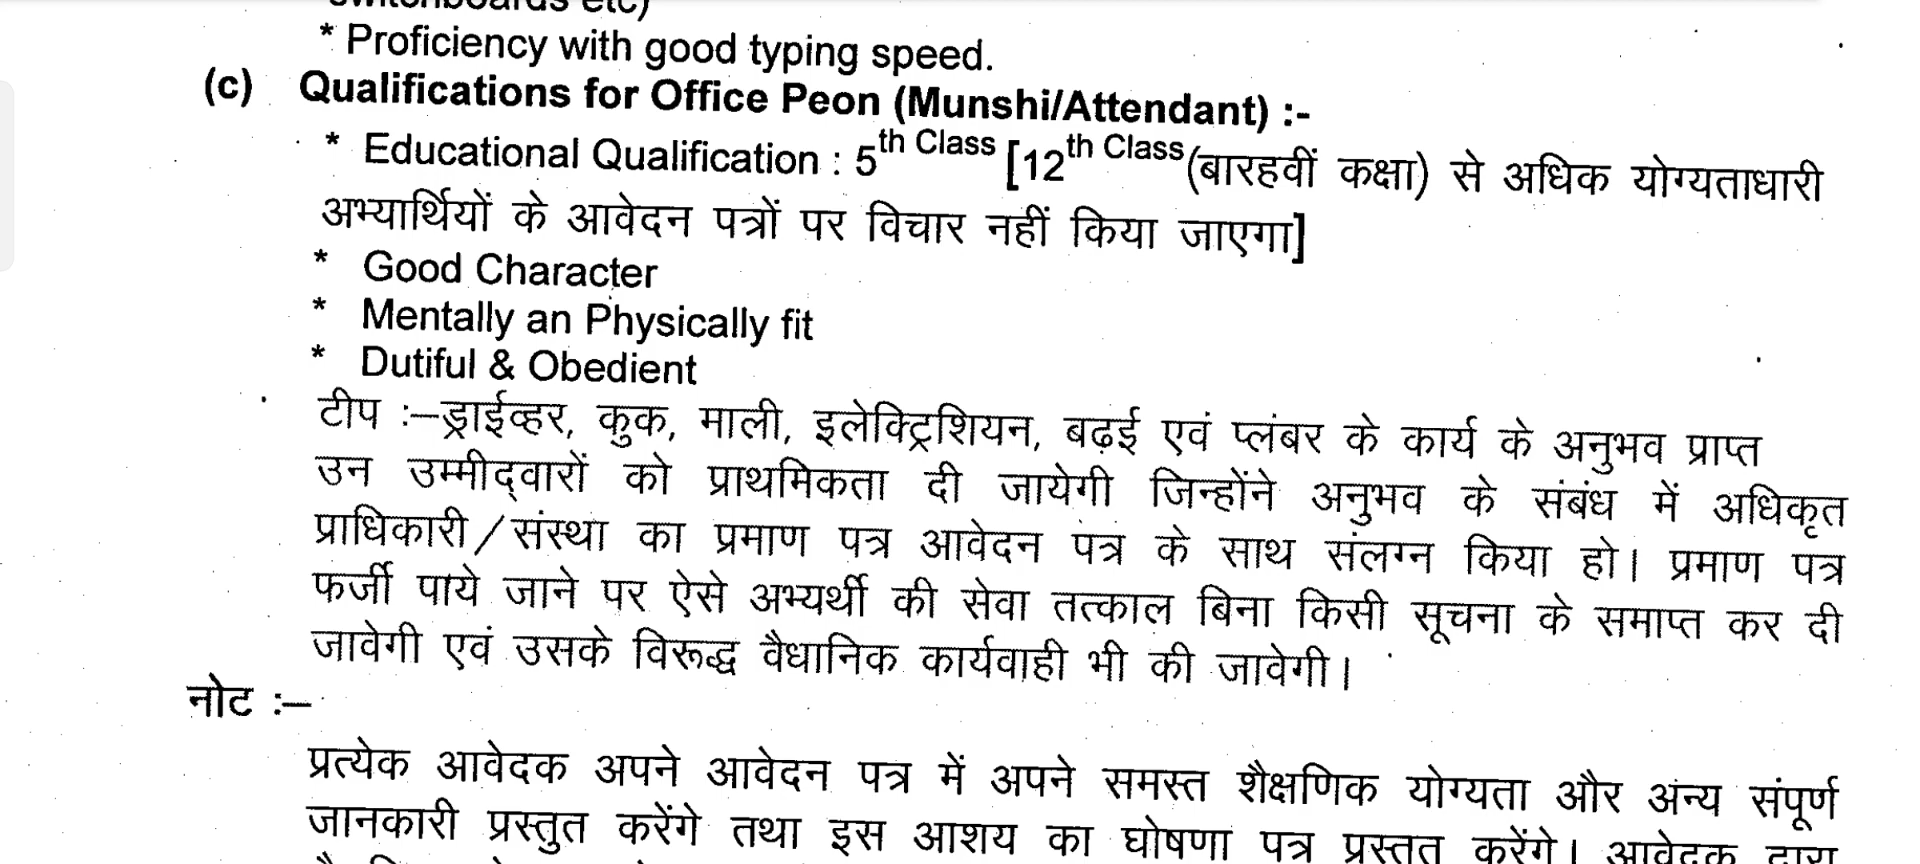 switchboards etc)
* Proficiency with good typing speed.
(c) Qualifications for Office Peon (Munshi/Attendant) :-
* Educational Qualification : 5th Class [12th Class (बारहवीं कक्षा) से अधिक योग्यताधारी
अभ्यार्थियों के आवेदन पत्रों पर विचार नहीं किया जाएगा]
* Good Character
* Mentally an Physically fit
* Dutiful & Obedient
टीप :–ड्राईव्हर, कुक, माली, इलेक्ट्रिशियन, बढ़ई एवं प्लंबर के कार्य के अनुभव प्राप्त
उन उम्मीद्वारों को प्राथमिकता दी जायेगी जिन्होंने अनुभव के संबंध में अधिकृत
प्राधिकारी/संस्था का प्रमाण पत्र आवेदन पत्र के साथ संलग्न किया हो। प्रमाण पत्र
फर्जी पाये जाने पर ऐसे अभ्यर्थी की सेवा तत्काल बिना किसी सूचना के समाप्त कर दी
जावेगी एवं उसके विरूद्ध वैधानिक कार्यवाही भी की जावेगी।
नोट :–
प्रत्येक आवेदक अपने आवेदन पत्र में अपने समस्त शैक्षणिक योग्यता और अन्य संपूर्ण
जानकारी प्रस्तुत करेंगे तथा इस आशय का घोषणा पत्र प्रस्तुत करेंगे। आवेदक द्वारा